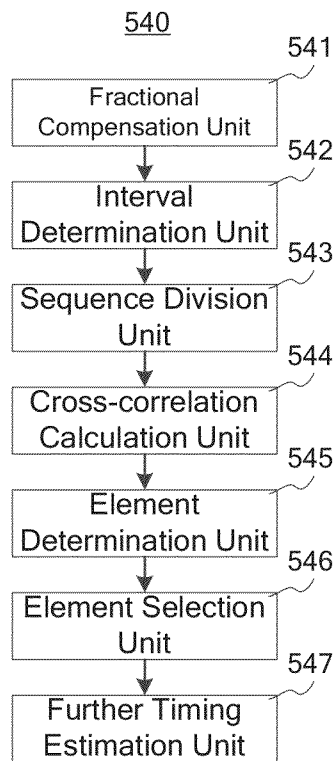 540
541
Fractional
Compensation Unit
542
Interval
Determination Unit
543
Sequence Division
Unit
544
Cross-correlation
Calculation Unit
545
Element
Determination Unit
546
Element Selection
Unit
547
Further Timing
Estimation Unit